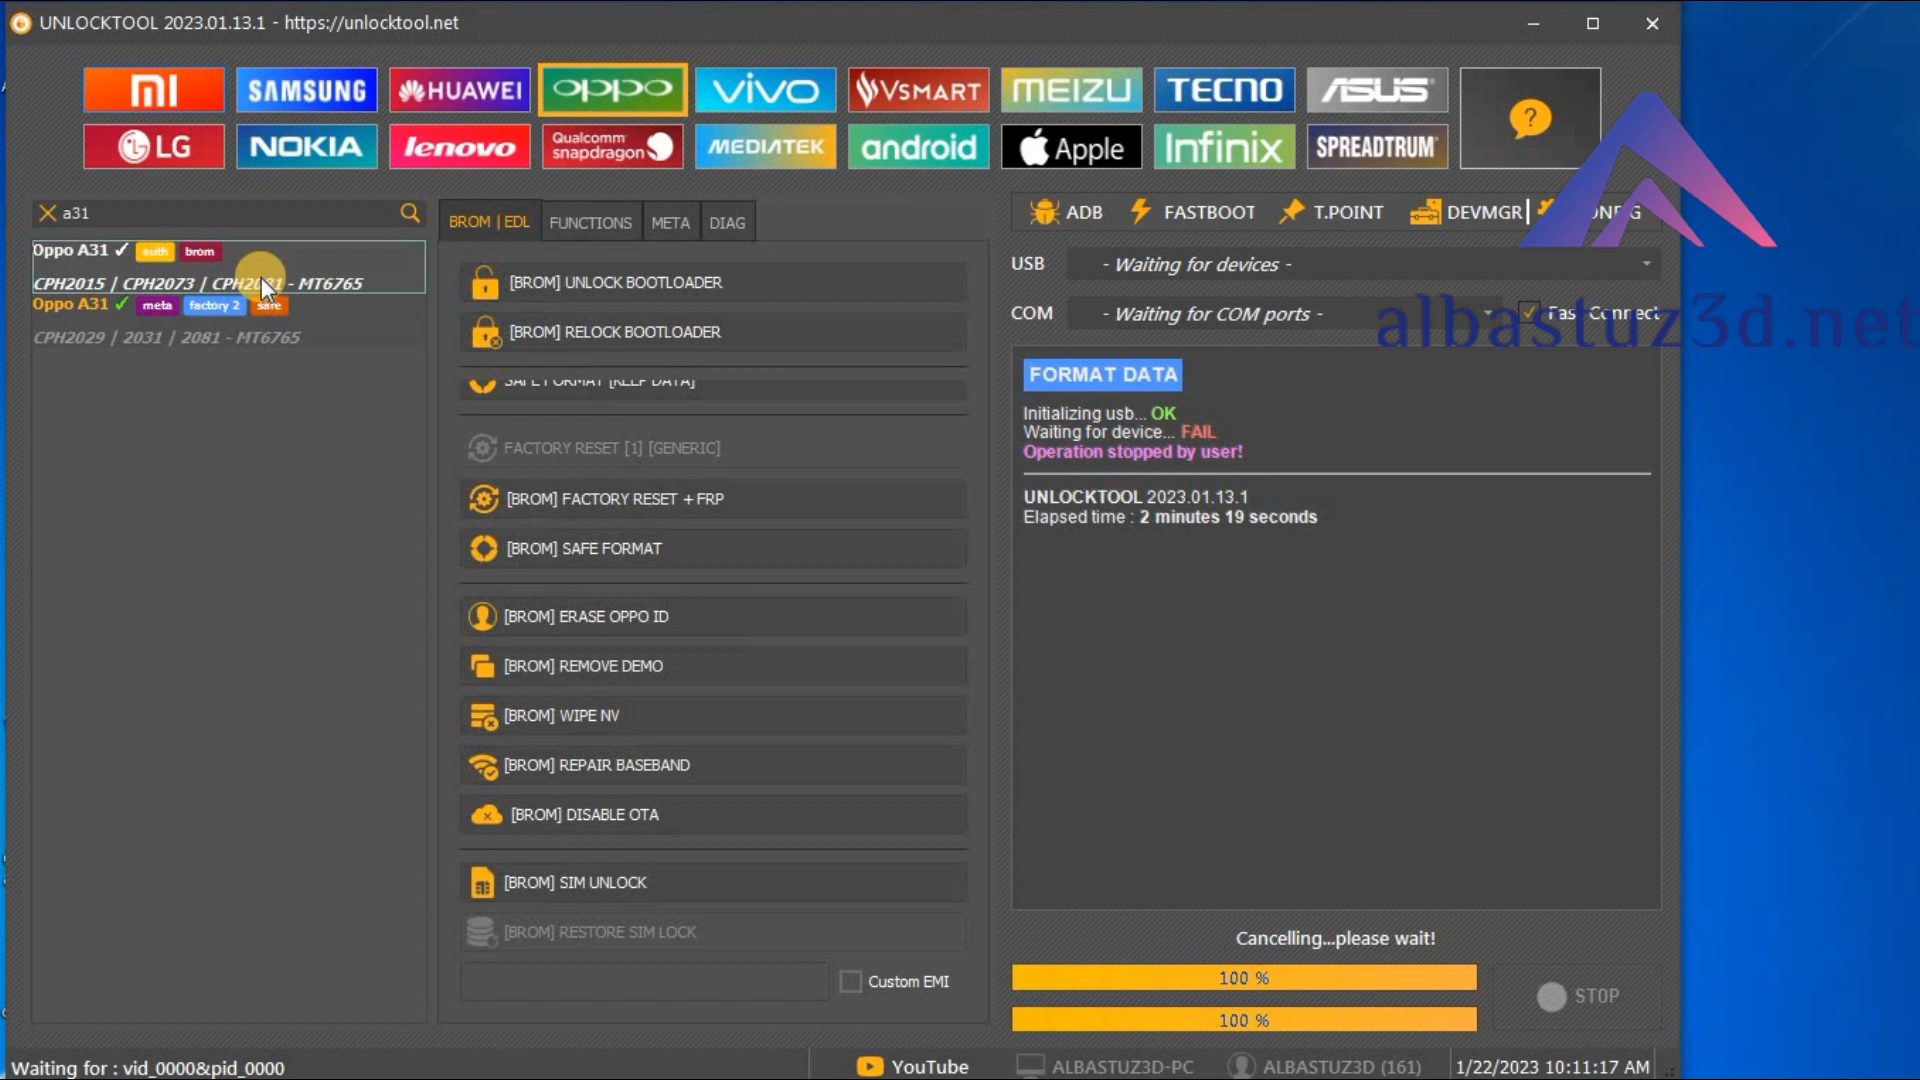 UNLOCKTOOL 2023.01.13.1 - https://unlocktool.net
MI
SAMSUNG
HUAWEI
oppo
vivo
VSMART
MEIZU
TECNO
ASUS
?
LG
NOKIA
lenovo
Qualcomm snapdragon
MEDIATEK
android
Apple
Infinix
SPREADTRUM
a31
Oppo A31 ✓ auth brom
CPH2015 | CPH2073 | CPH2081 - MT6765
Oppo A31 ✓ meta factory 2 safe
CPH2029 | 2031 | 2081 - MT6765
BROM | EDL
FUNCTIONS
META
DIAG
[BROM] UNLOCK BOOTLOADER
[BROM] RELOCK BOOTLOADER
SAFE FORMAT [KEEP DATA]
FACTORY RESET [1] [GENERIC]
[BROM] FACTORY RESET + FRP
[BROM] SAFE FORMAT
[BROM] ERASE OPPO ID
[BROM] REMOVE DEMO
[BROM] WIPE NV
[BROM] REPAIR BASEBAND
[BROM] DISABLE OTA
[BROM] SIM UNLOCK
[BROM] RESTORE SIM LOCK
Custom EMI
ADB
FASTBOOT
T.POINT
DEVMGR
USB
- Waiting for devices -
COM
- Waiting for COM ports -
Fast Connect
albastuz3d.net
FORMAT DATA
Initializing usb... OK
Waiting for device... FAIL
Operation stopped by user!
UNLOCKTOOL 2023.01.13.1
Elapsed time : 2 minutes 19 seconds
Cancelling...please wait!
100 %
100 %
STOP
Waiting for : vid_0000&pid_0000
YouTube
ALBASTUZ3D-PC
ALBASTUZ3D (161)
1/22/2023 10:11:17 AM